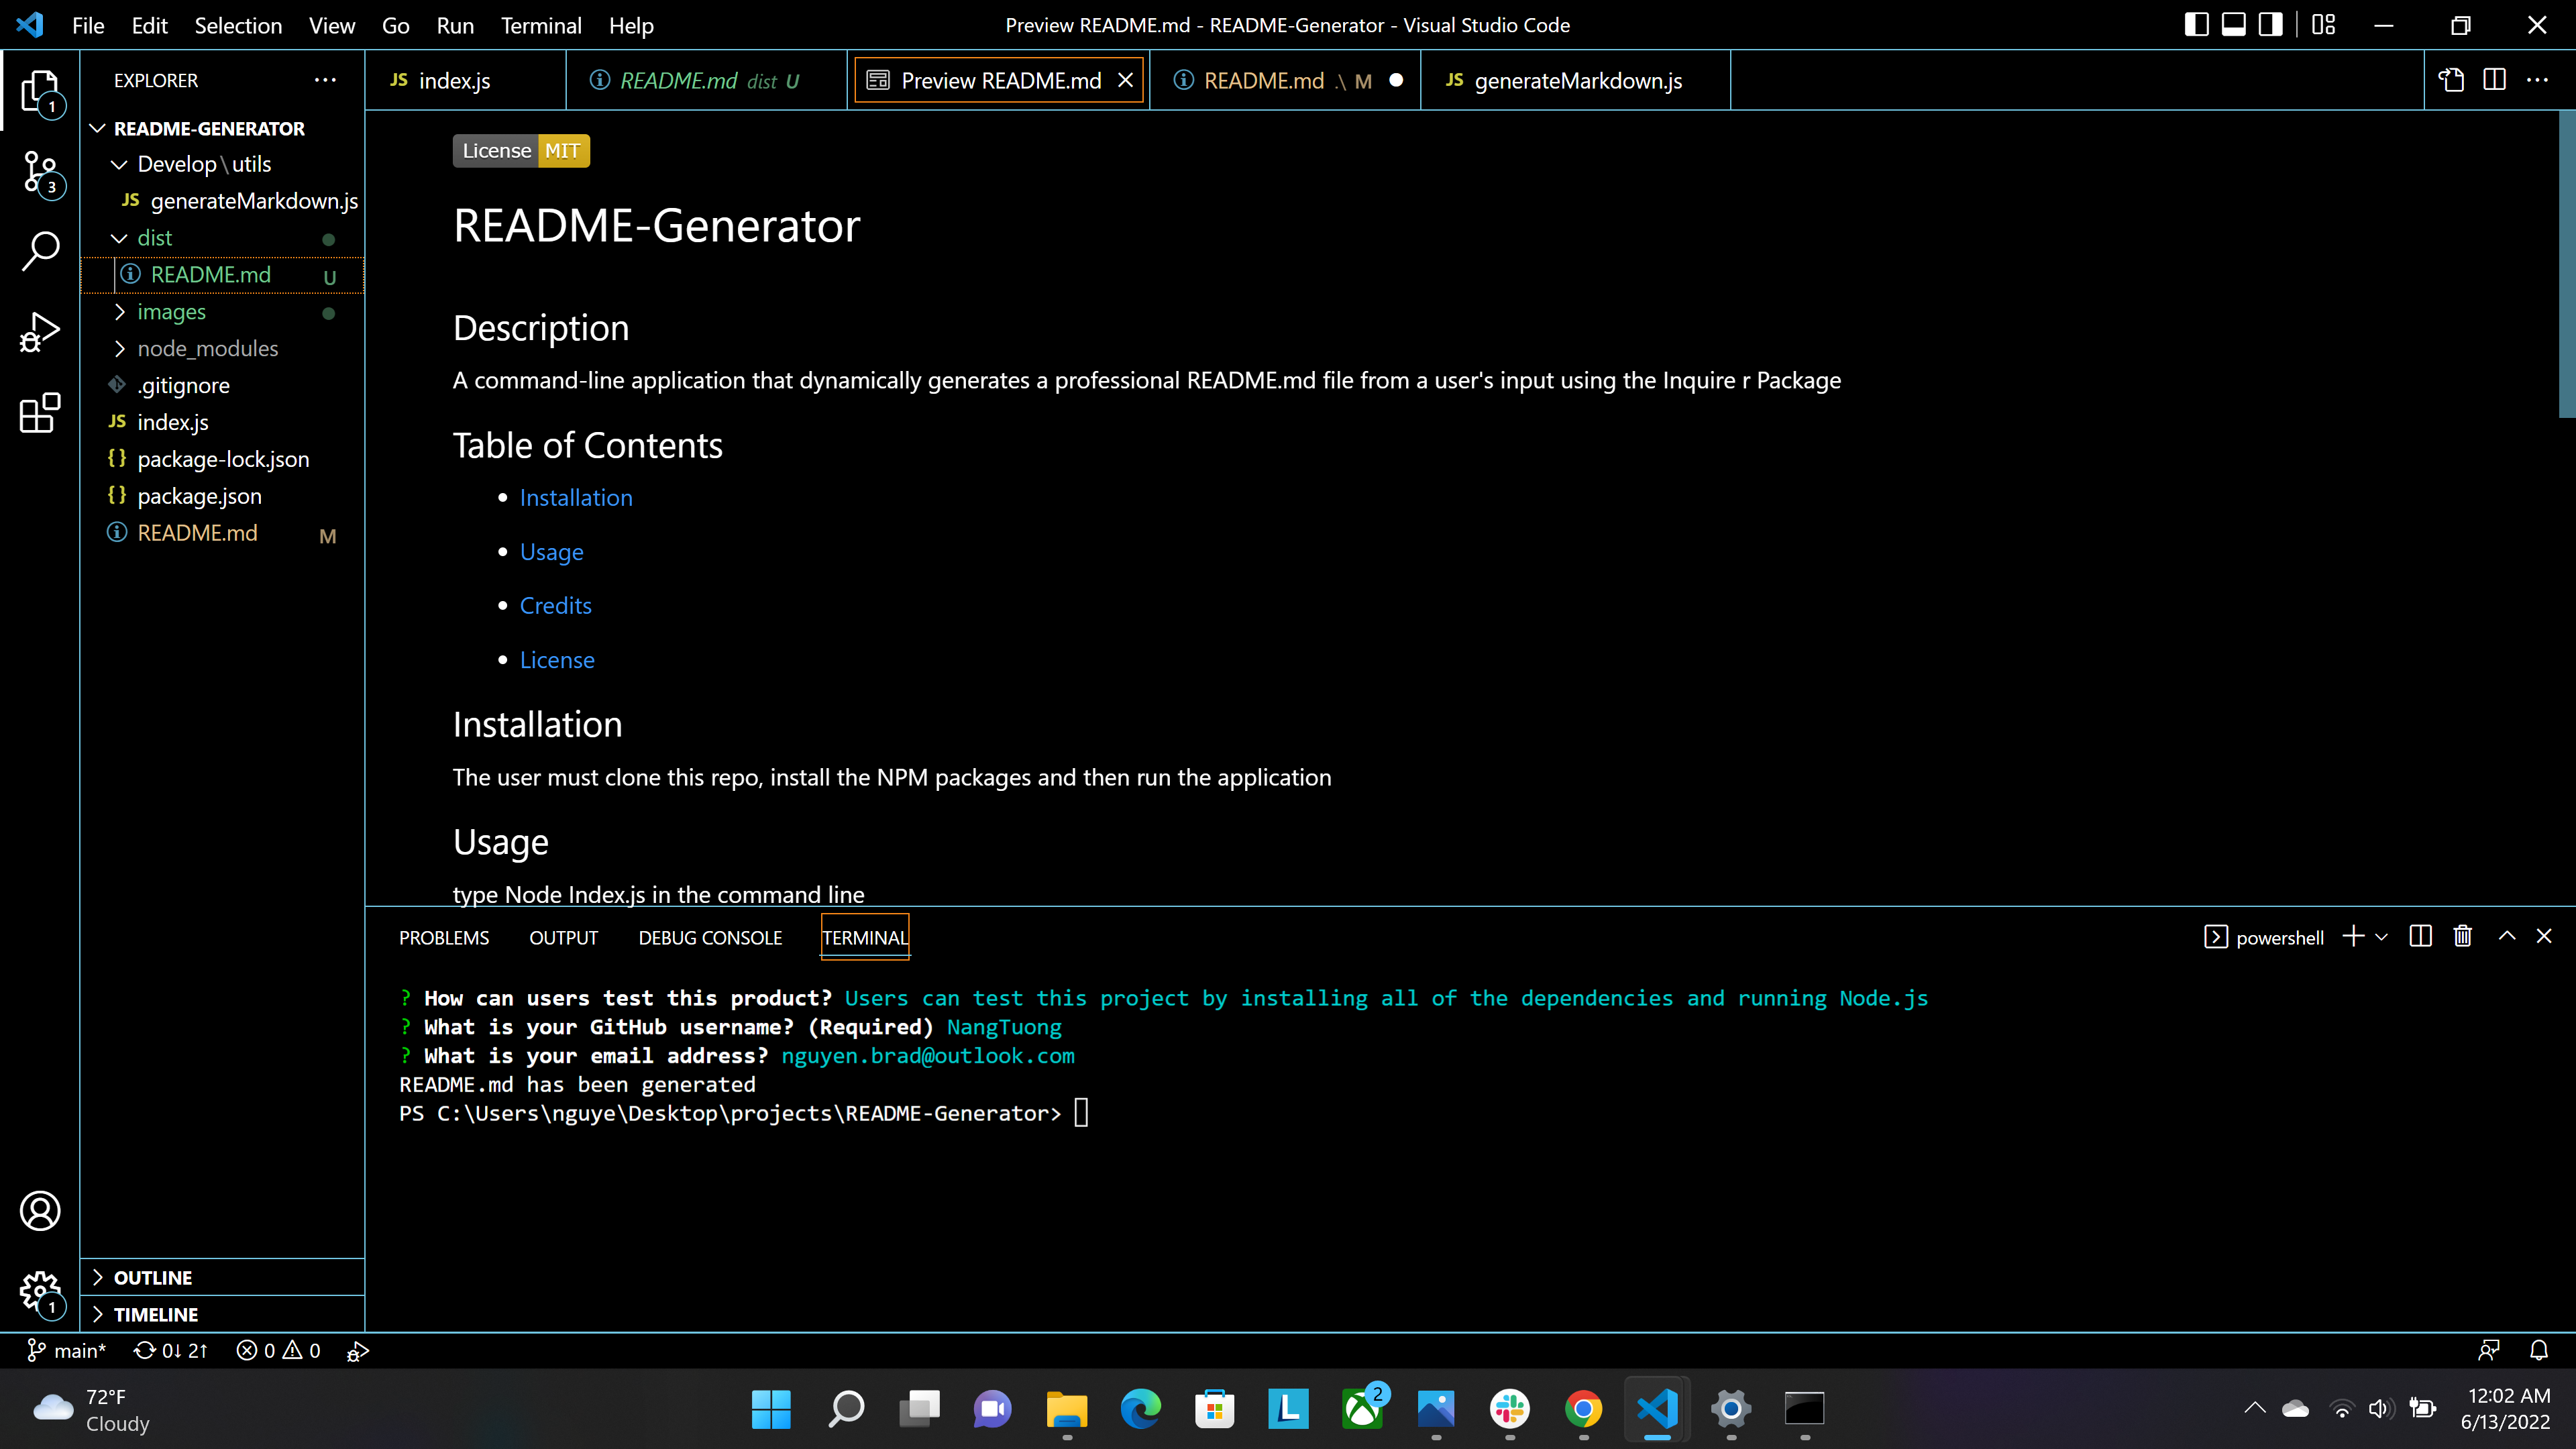 File Edit Selection View Go Run Terminal Help
Preview README.md - README-Generator - Visual Studio Code
EXPLORER
JS index.js
README.md dist U
Preview README.md
README.md .\ M
JS generateMarkdown.js
1
README-GENERATOR
Develop\utils
3
JS generateMarkdown.js
dist
README.md U
images
node_modules
.gitignore
JS index.js
{} package-lock.json
{} package.json
README.md M
License MIT
README-Generator
Description
A command-line application that dynamically generates a professional README.md file from a user's input using the Inquire r Package
Table of Contents
• Installation
• Usage
• Credits
• License
Installation
The user must clone this repo, install the NPM packages and then run the application
Usage
type Node Index.js in the command line
PROBLEMS OUTPUT DEBUG CONSOLE TERMINAL
powershell
? How can users test this product? Users can test this project by installing all of the dependencies and running Node.js
? What is your GitHub username? (Required) NangTuong
? What is your email address? nguyen.brad@outlook.com
README.md has been generated
PS C:\Users\nguye\Desktop\projects\README-Generator>
OUTLINE
1
TIMELINE
main* 0↓ 2↑ 0 0
72°F
Cloudy
L
2
12:02 AM
6/13/2022